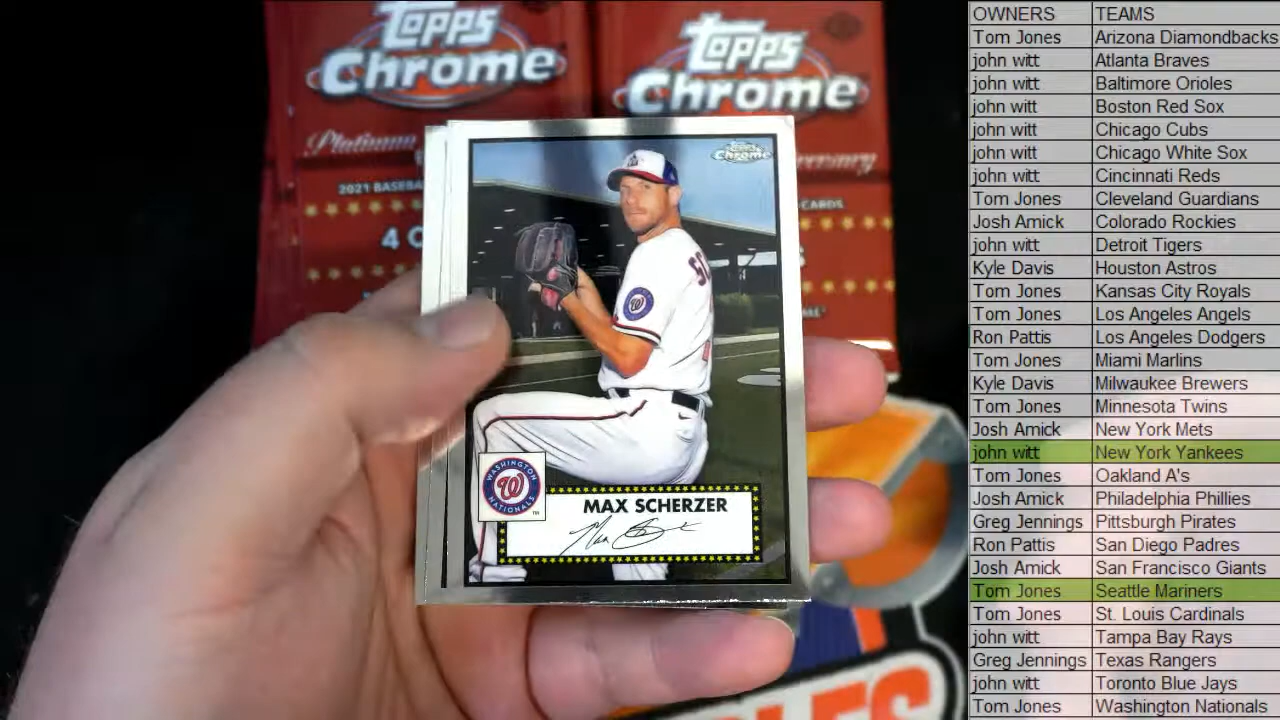 TOPPS
Chrome
Platinum
2021 BASEBA
4 C
TOPPS
Chrome
CARDS
Topps
Chrome
WASHINGTON
W
NATIONALS
TM
MAX SCHERZER
OWNERS TEAMS
Tom Jones Arizona Diamondbacks
john witt Atlanta Braves
john witt Baltimore Orioles
john witt Boston Red Sox
john witt Chicago Cubs
john witt Chicago White Sox
john witt Cincinnati Reds
Tom Jones Cleveland Guardians
Josh Amick Colorado Rockies
john witt Detroit Tigers
Kyle Davis Houston Astros
Tom Jones Kansas City Royals
Tom Jones Los Angeles Angels
Ron Pattis Los Angeles Dodgers
Tom Jones Miami Marlins
Kyle Davis Milwaukee Brewers
Tom Jones Minnesota Twins
Josh Amick New York Mets
john witt New York Yankees
Tom Jones Oakland A's
Josh Amick Philadelphia Phillies
Greg Jennings Pittsburgh Pirates
Ron Pattis San Diego Padres
Josh Amick San Francisco Giants
Tom Jones Seattle Mariners
Tom Jones St. Louis Cardinals
john witt Tampa Bay Rays
Greg Jennings Texas Rangers
john witt Toronto Blue Jays
Tom Jones Washington Nationals